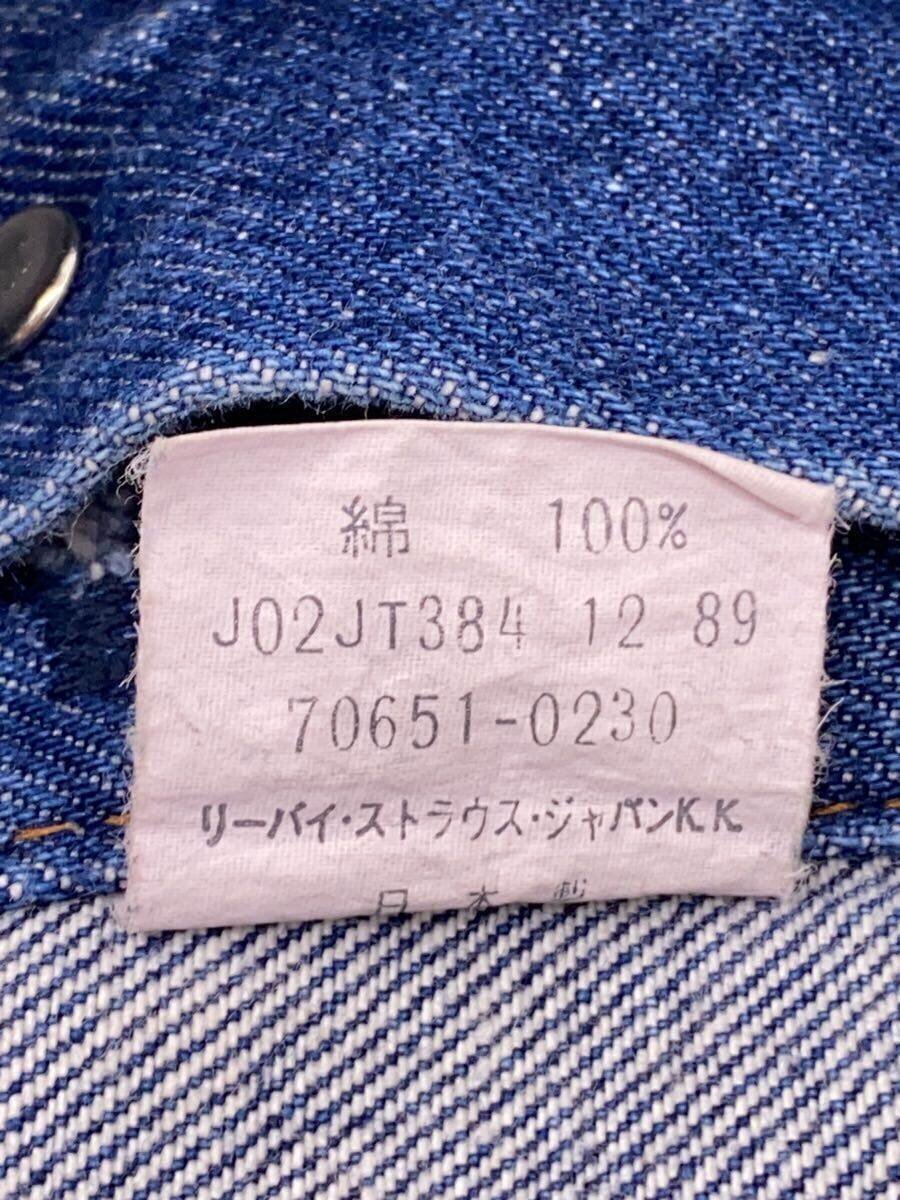 綿 100%
J02JT384 12 89
70651-0230
リーバイ・ストラウス・ジャパンK.K.
日本製